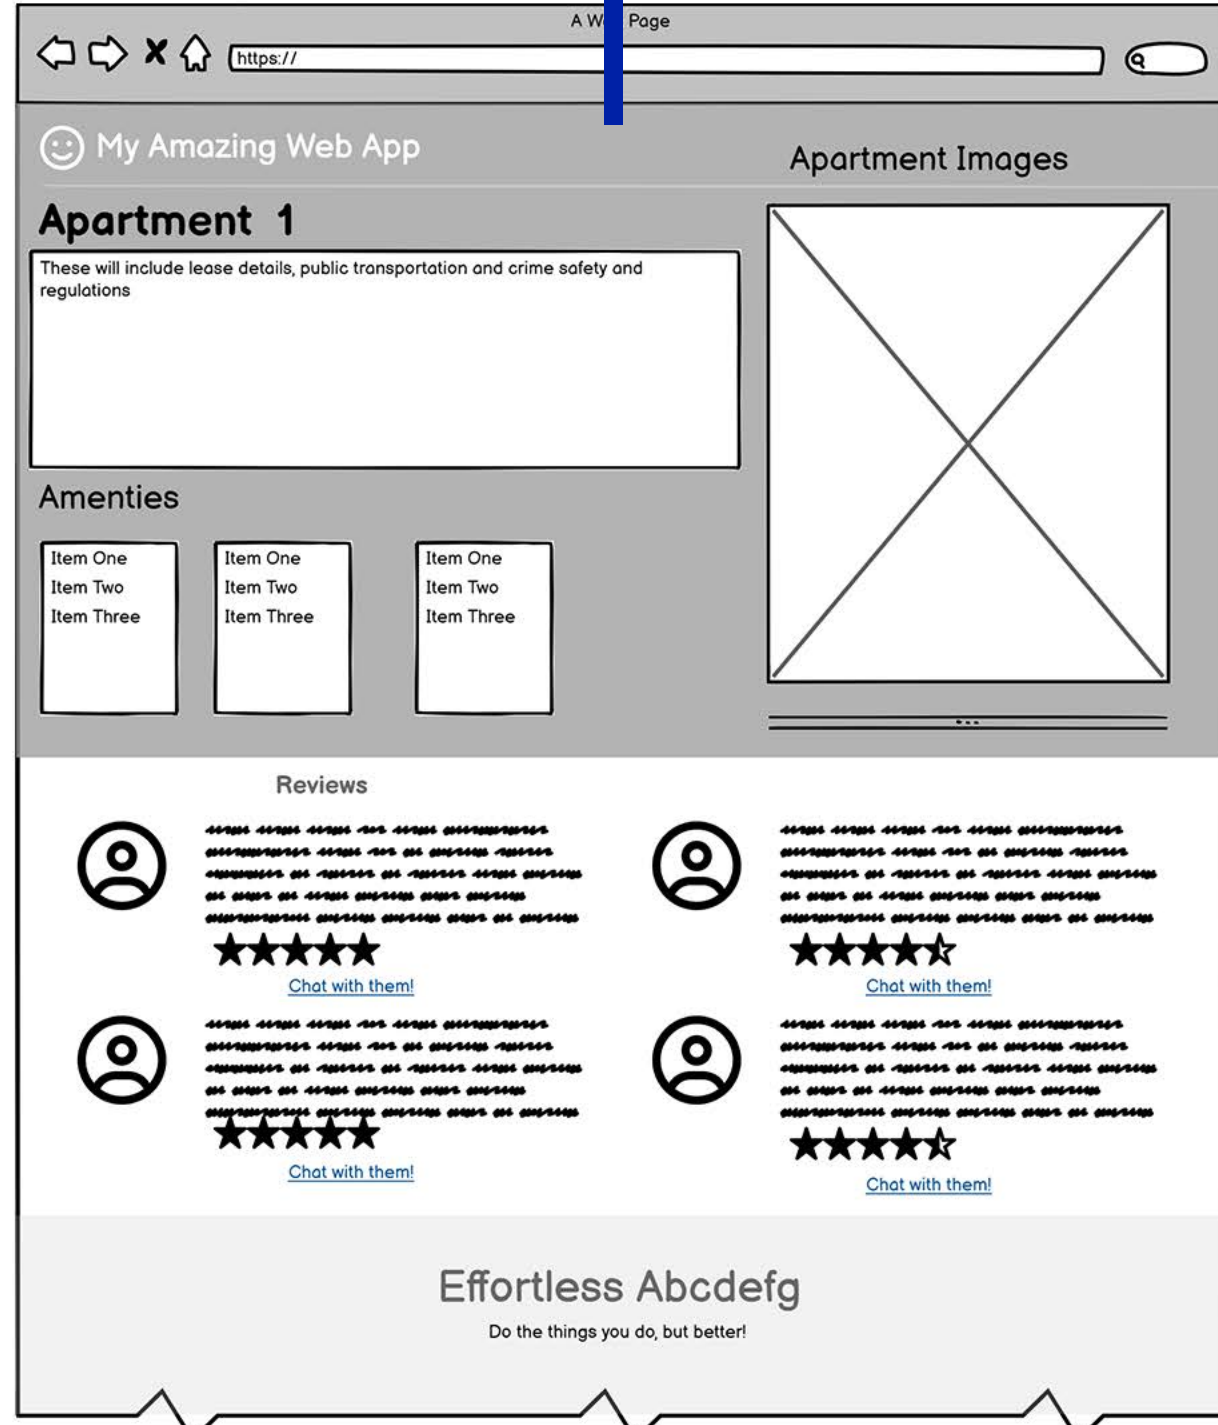 A We Page
https://
My Amazing Web App
Apartment Images
Apartment 1
These will include lease details, public transportation and crime safety and
regulations
Amenties
Item One
Item Two
Item Three
Item One
Item Two
Item Three
Item One
Item Two
Item Three
Reviews
Chat with them!
Chat with them!
Chat with them!
Chat with them!
Effortless Abcdefg
Do the things you do, but better!